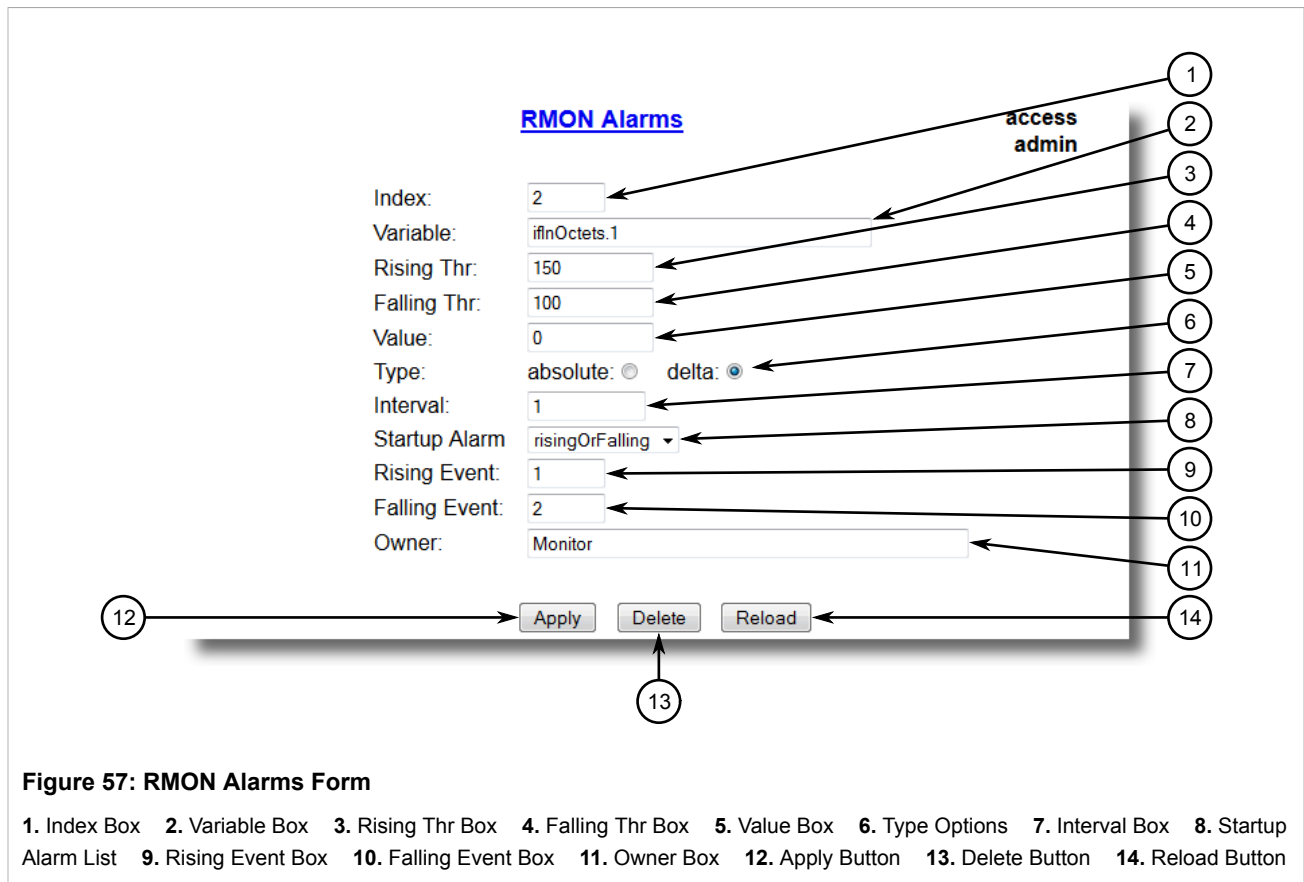 RMON Alarms
access
admin
1
2
3
4
5
6
7
8
9
10
11
12
13
14
Index: 2
Variable: ifInOctets.1
Rising Thr: 150
Falling Thr: 100
Value: 0
Type: absolute: delta:
Interval: 1
Startup Alarm risingOrFalling
Rising Event: 1
Falling Event: 2
Owner: Monitor
Apply Delete Reload
Figure 57: RMON Alarms Form
1. Index Box 2. Variable Box 3. Rising Thr Box 4. Falling Thr Box 5. Value Box 6. Type Options 7. Interval Box 8. Startup
Alarm List 9. Rising Event Box 10. Falling Event Box 11. Owner Box 12. Apply Button 13. Delete Button 14. Reload Button